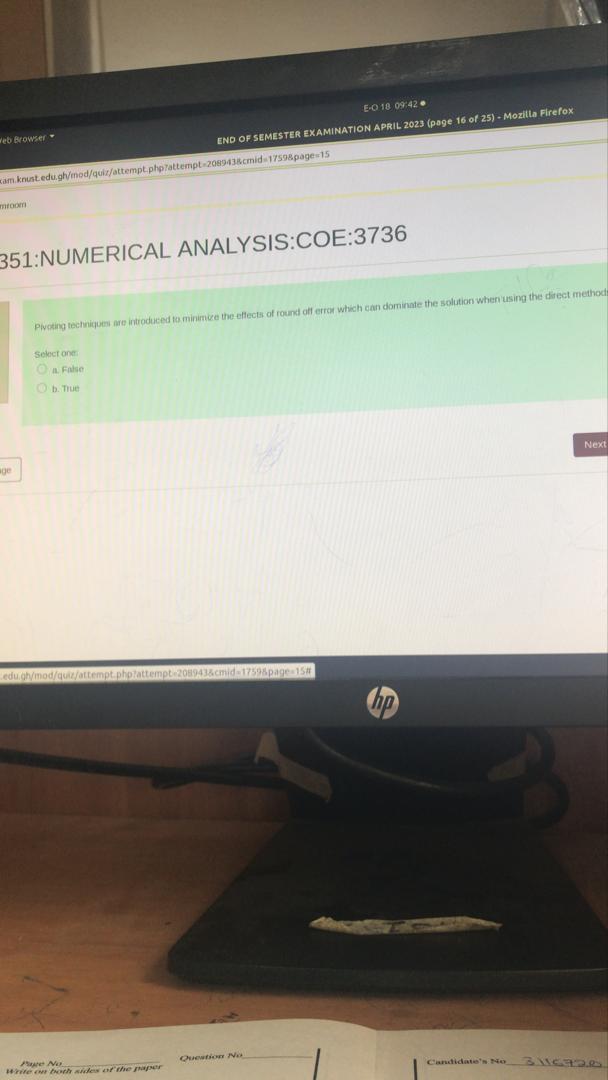 E-O 18 09:42
eb Browser
END OF SEMESTER EXAMINATION APRIL 2023 (page 16 of 25) - Mozilla Firefox
xam.knust.edu.gh/mod/quiz/attempt.php?attempt=208943&cmid=1759&page=15
mroom
351:NUMERICAL ANALYSIS:COE:3736
Pivoting techniques are introduced to minimize the effects of round off error which can dominate the solution when using the direct methods
Select one:
a. False
b. True
Next
ge
.edu.gh/mod/quiz/attempt.php?attempt=208943&cmid=1759&page=15#
hp
Page No
Write on both sides of the paper
Question No
Candidate's No 3116720